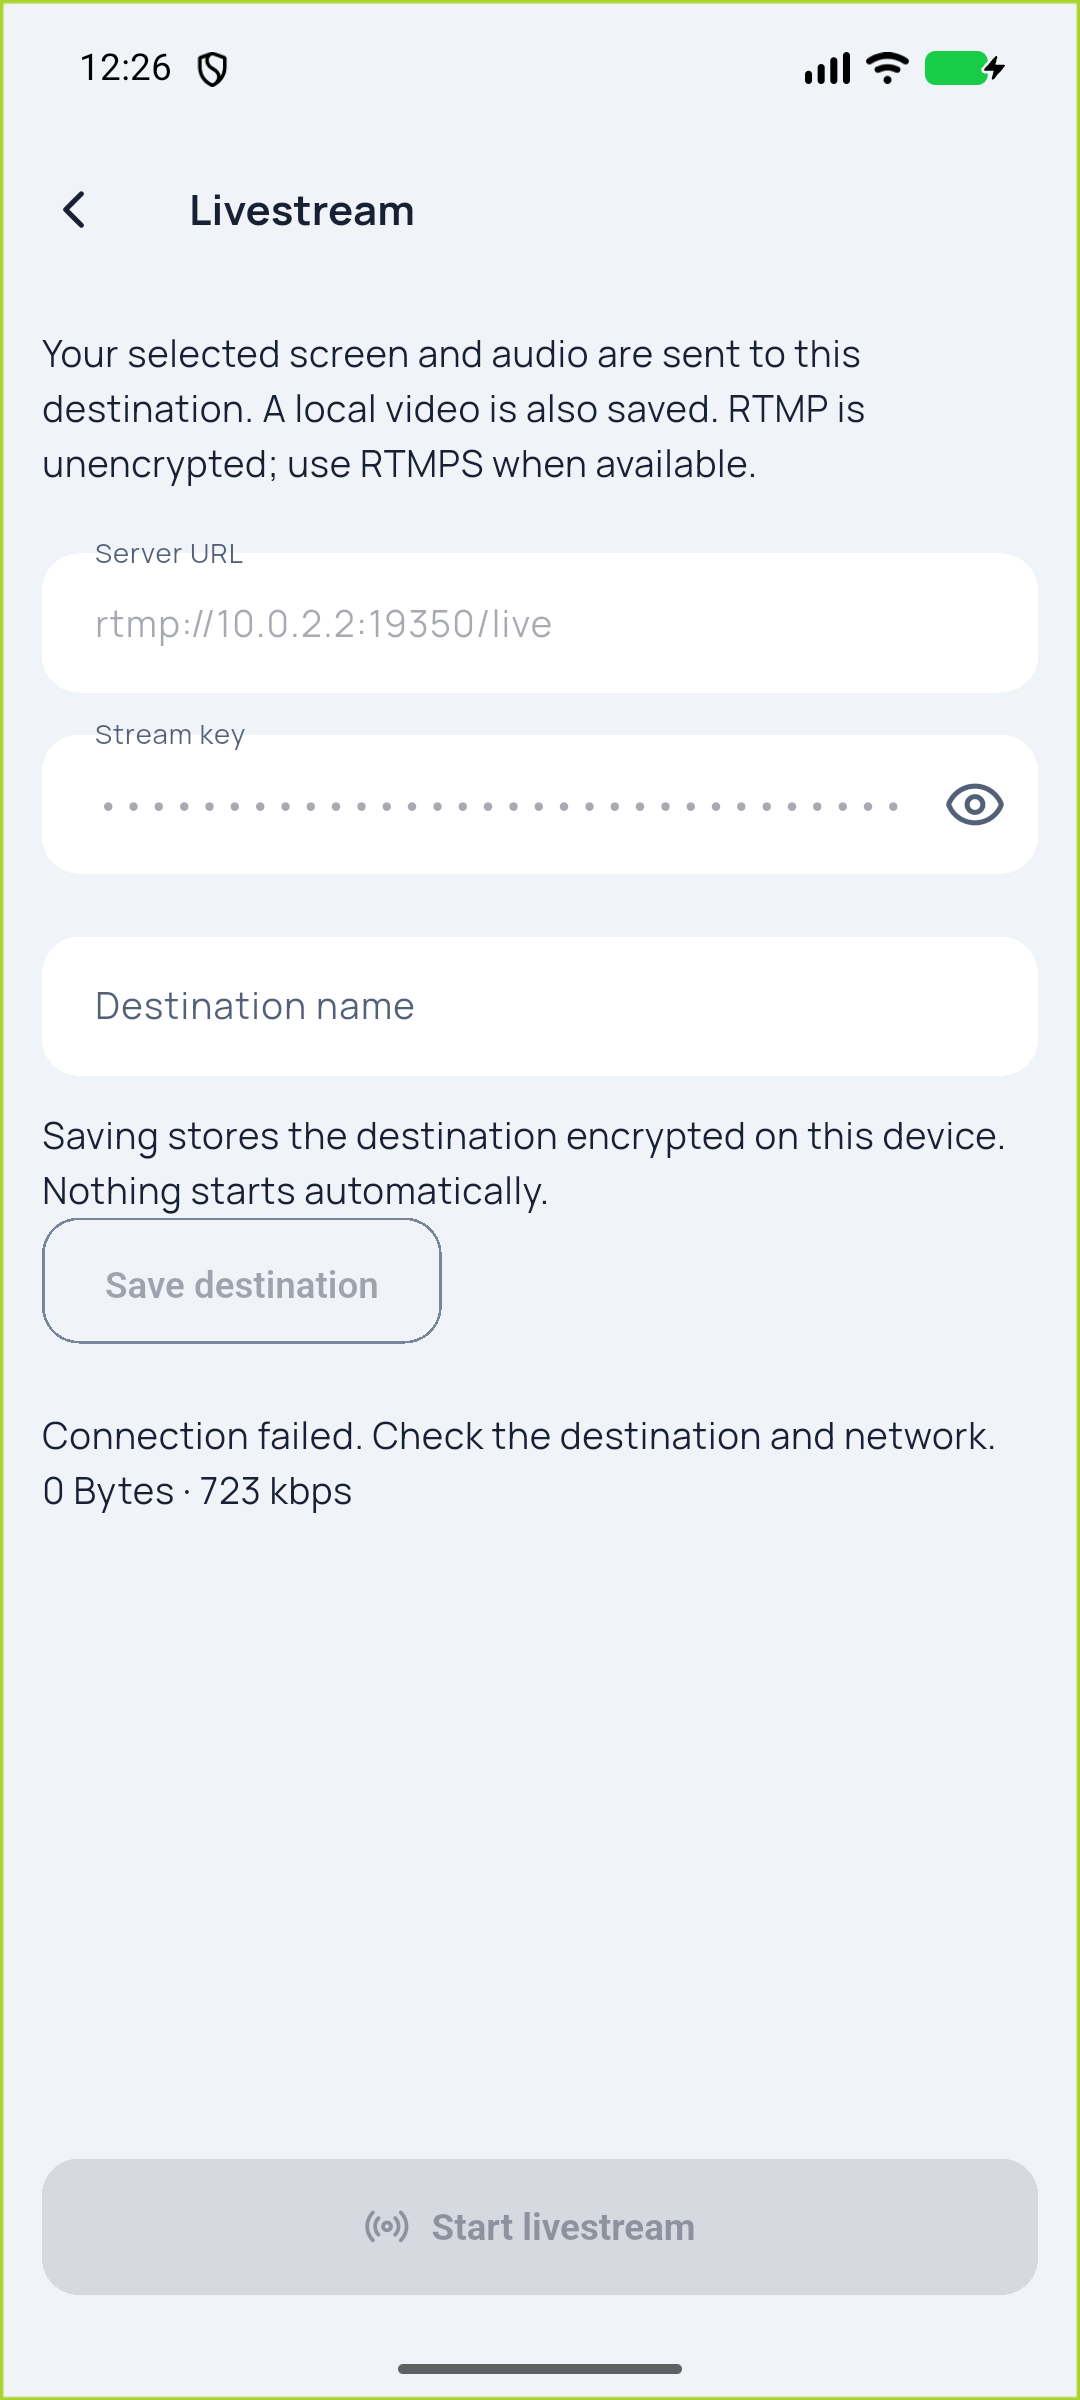 12:26
Livestream
Your selected screen and audio are sent to this
destination. A local video is also saved. RTMP is
unencrypted; use RTMPS when available.
Server URL
rtmp://10.0.2.2:19350/live
Stream key
••••••••••••••••••••••••••••••••
Destination name
Saving stores the destination encrypted on this device.
Nothing starts automatically.
Save destination
Connection failed. Check the destination and network.
0 Bytes · 723 kbps
Start livestream